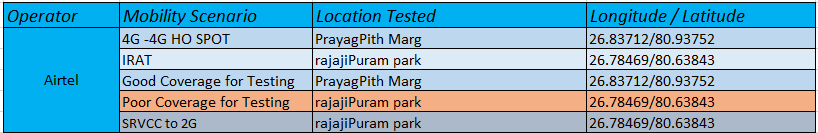 Operator Mobility Scenario Location Tested Longitude / Latitude
4G -4G HO SPOT PrayagPith Marg 26.83712/80.93752
IRAT rajajiPuram park 26.78469/80.63843
Airtel Good Coverage for Testing PrayagPith Marg 26.83712/80.93752
Poor Coverage for Testing rajajiPuram park 26.78469/80.63843
SRVCC to 2G rajajiPuram park 26.78469/80.63843